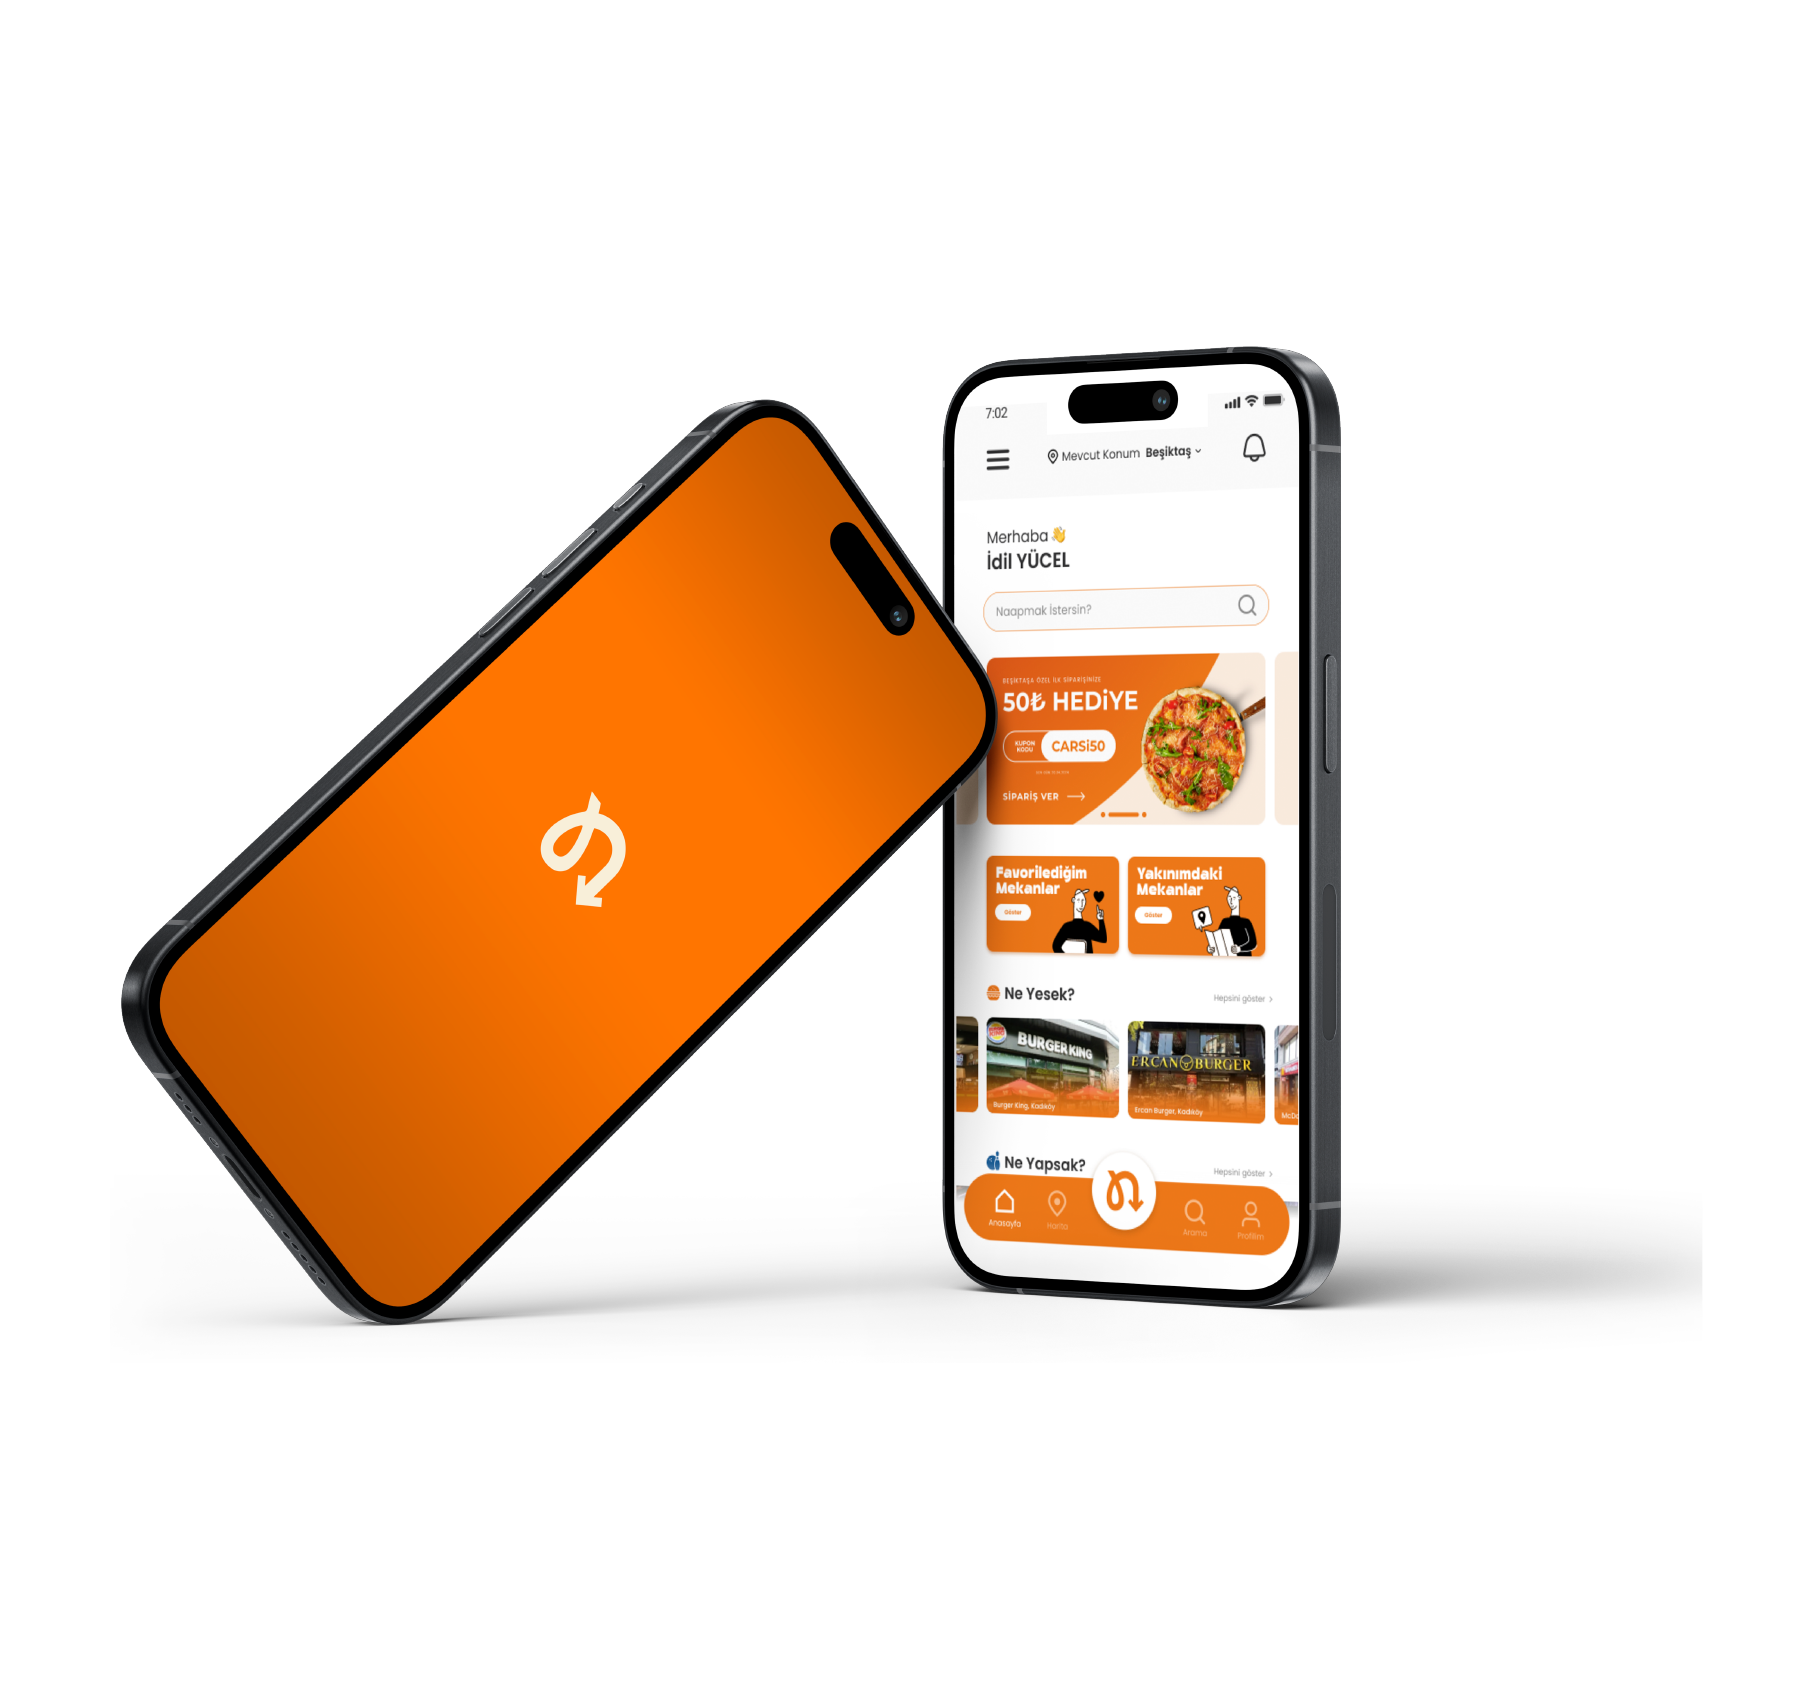 7:02
Mevcut Konum Beşiktaş
Merhaba 👋
İdil YÜCEL
Naapmak İstersin?
BEŞİKTAŞA ÖZEL İLK SİPARİŞİNİZE
50₺ HEDİYE
KUPON
KODU
CARSİ50
SİPARİŞ VER
Favorilediğim
Mekanlar
Göster
Yakınımdaki
Mekanlar
Göster
Ne Yesek?
Hepsini göster
BURGER KING
Burger King, Kadıköy
ERCAN BURGER
Ercan Burger, Kadıköy
McDo
Ne Yapsak?
Hepsini göster
Anasayfa
Harita
Arama
Profilim